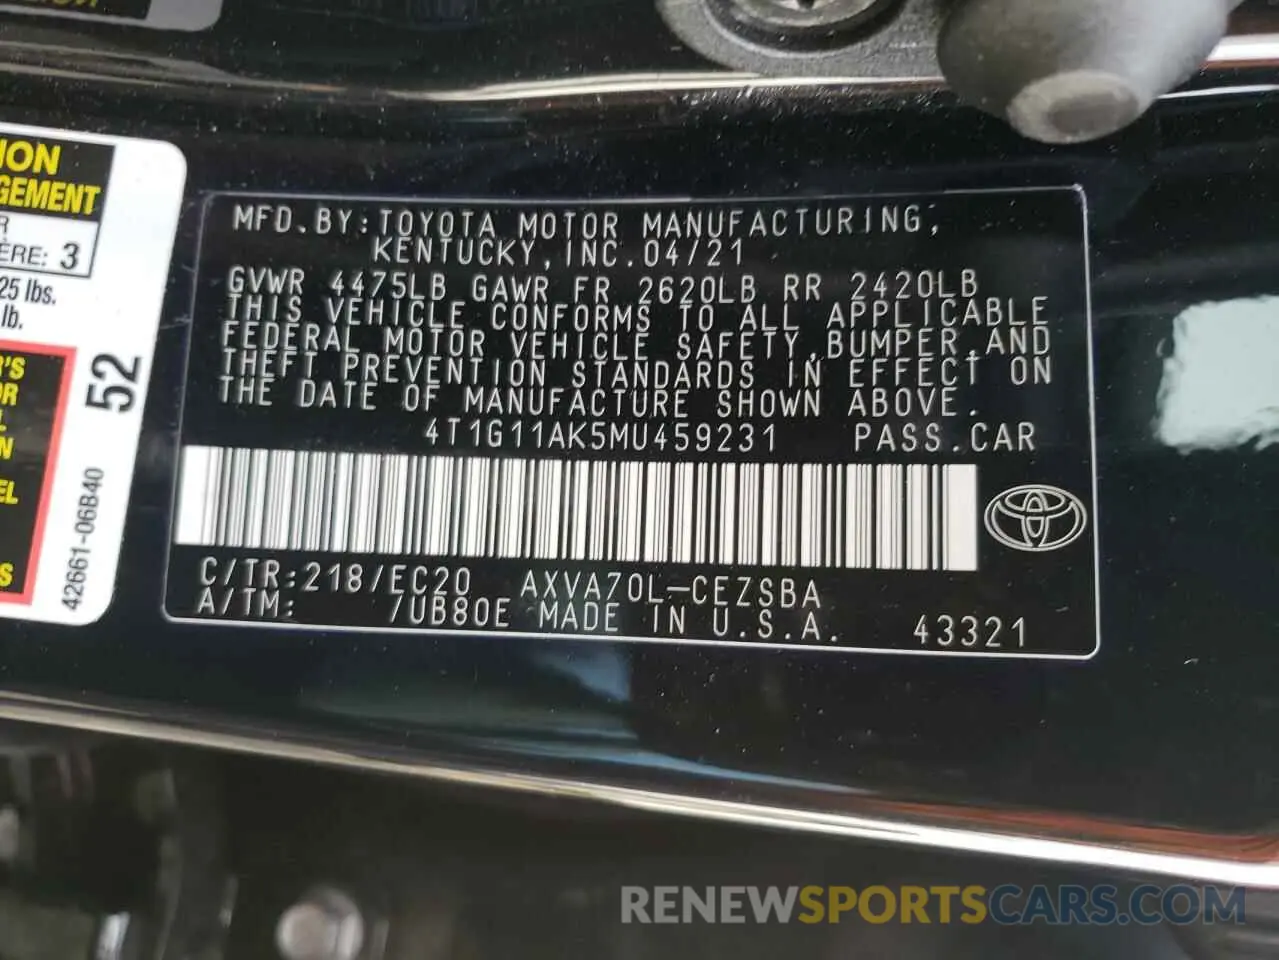 MFD.BY:TOYOTA MOTOR MANUFACTURING,
KENTUCKY,INC.04/21
GVWR 4475LB GAWR FR 2620LB RR 2420LB
THIS VEHICLE CONFORMS TO ALL APPLICABLE
FEDERAL MOTOR VEHICLE SAFETY,BUMPER,AND
THEFT PREVENTION STANDARDS IN EFFECT ON
THE DATE OF MANUFACTURE SHOWN ABOVE.
4T1G11AK5MU459231 PASS.CAR
C/TR:218/EC20 AXVA70L-CEZSBA
A/TM: /UB80E MADE IN U.S.A. 43321
ION
GEMENT
R
ÈRE: 3
25 lbs.
lb.
'S
OR
L
N
EL
S
52
42661-06B40
RENEWSPORTSCARS.COM